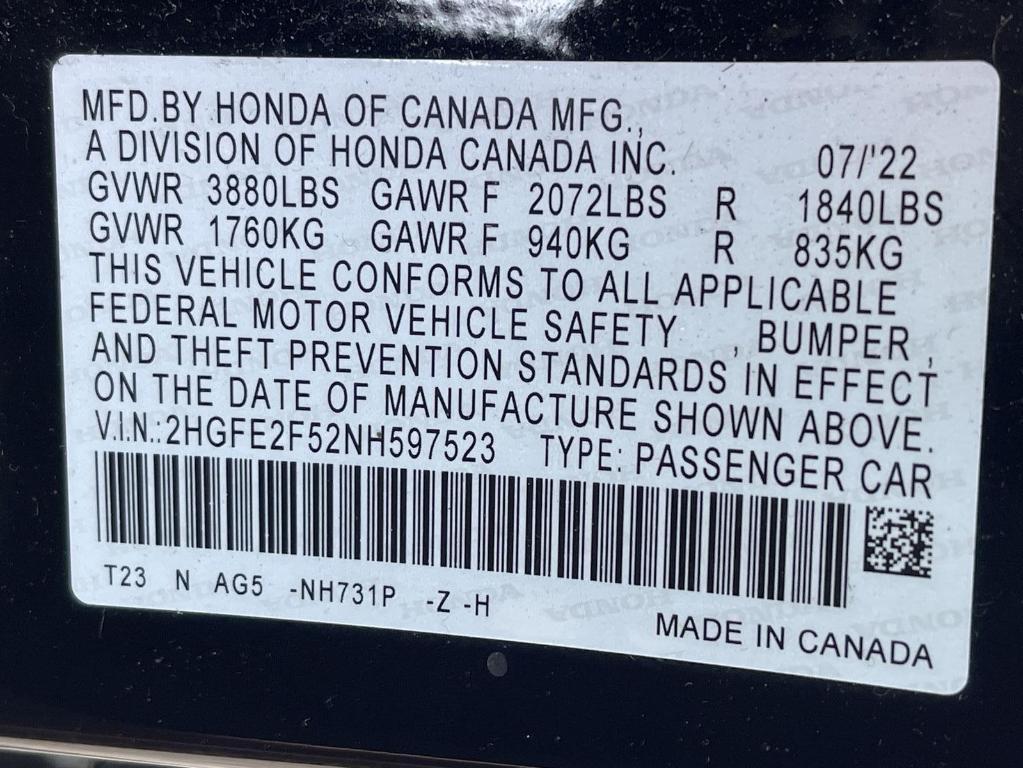 MFD.BY HONDA OF CANADA MFG.,
A DIVISION OF HONDA CANADA INC. 07/'22
GVWR 3880LBS GAWR F 2072LBS R 1840LBS
GVWR 1760KG GAWR F 940KG R 835KG
THIS VEHICLE CONFORMS TO ALL APPLICABLE
FEDERAL MOTOR VEHICLE SAFETY , BUMPER ,
AND THEFT PREVENTION STANDARDS IN EFFECT
ON THE DATE OF MANUFACTURE SHOWN ABOVE.
V.I.N.:2HGFE2F52NH597523 TYPE: PASSENGER CAR
T23 N AG5 -NH731P -Z -H
MADE IN CANADA